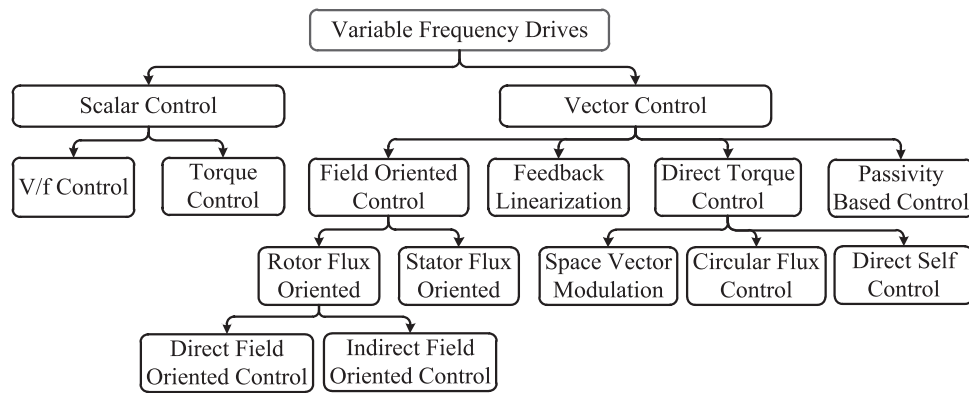 Variable Frequency Drives
Scalar Control
Vector Control
V/f Control
Torque
Control
Field Oriented
Control
Feedback
Linearization
Direct Torque
Control
Passivity
Based Control
Rotor Flux
Oriented
Stator Flux
Oriented
Space Vector
Modulation
Circular Flux
Control
Direct Self
Control
Direct Field
Oriented Control
Indirect Field
Oriented Control